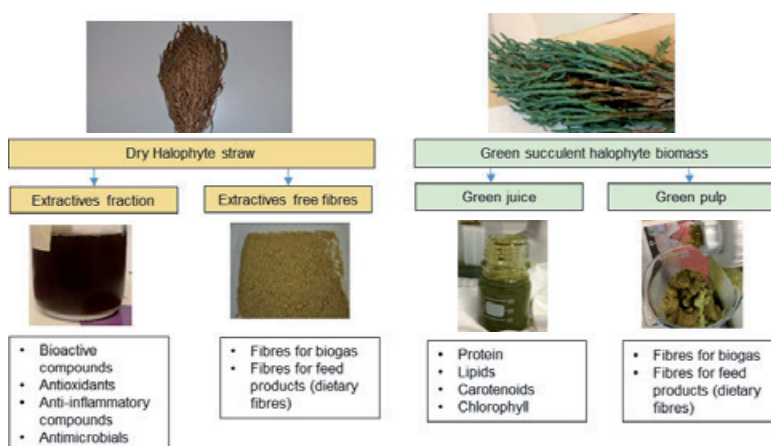 Dry Halophyte straw
Extractives fraction
Extractives free fibres
• Bioactive
compounds
• Antioxidants
• Anti-inflammatory
compounds
• Antimicrobials
• Fibres for biogas
• Fibres for feed
products (dietary
fibres)
Green succulent halophyte biomass
Green juice
Green pulp
• Protein
• Lipids
• Carotenoids
• Chlorophyll
• Fibres for biogas
• Fibres for feed
products (dietary
fibres)